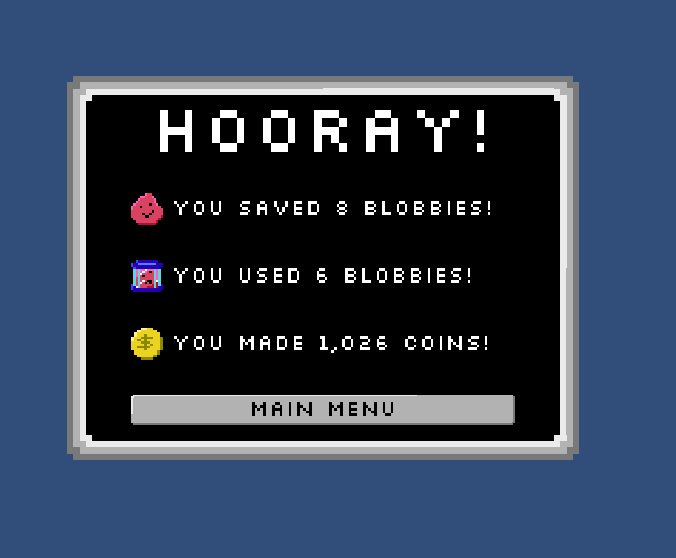 HOORAY!
YOU SAVED 8 BLOBBIES!
YOU USED 6 BLOBBIES!
YOU MADE 1,026 COINS!
MAIN MENU